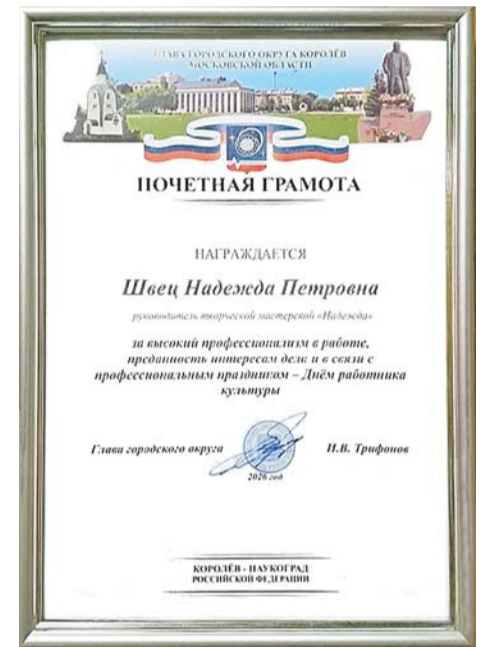 ГЛАВА ГОРОДСКОГО ОКРУГА КОРОЛЁВ
МОСКОВСКОЙ ОБЛАСТИ
ПОЧЕТНАЯ ГРАМОТА
НАГРАЖДАЕТСЯ
Швец Надежда Петровна
руководитель творческой мастерской «Надежда»
за высокий профессионализм в работе,
преданность интересам дела и в связи с
профессиональным праздником – Днём работника
культуры
Глава городского округа
И.В. Трифонов
2026 год
КОРОЛЁВ - НАУКОГРАД
РОССИЙСКОЙ ФЕДЕРАЦИИ